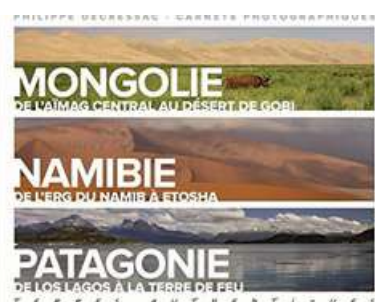 PHILIPPE DECRESSAC - CARNETS PHOTOGRAPHIQUES
MONGOLIE
DE L'AÏMAG CENTRAL AU DÉSERT DE GOBI
NAMIBIE
DE L'ERG DU NAMIB À ETOSHA
PATAGONIE
DE LOS LAGOS À LA TERRE DE FEU